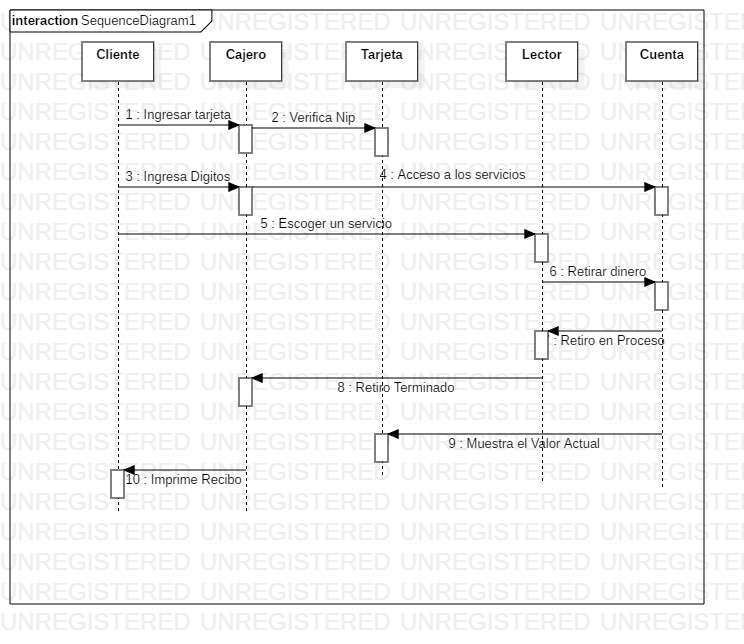 interaction SequenceDiagram1
Cliente
Cajero
Tarjeta
Lector
Cuenta
1 : Ingresar tarjeta
2 : Verifica Nip
3 : Ingresa Digitos
4 : Acceso a los servicios
5 : Escoger un servicio
6 : Retirar dinero
: Retiro en Proceso
8 : Retiro Terminado
9 : Muestra el Valor Actual
10 : Imprime Recibo
UNREGISTERED